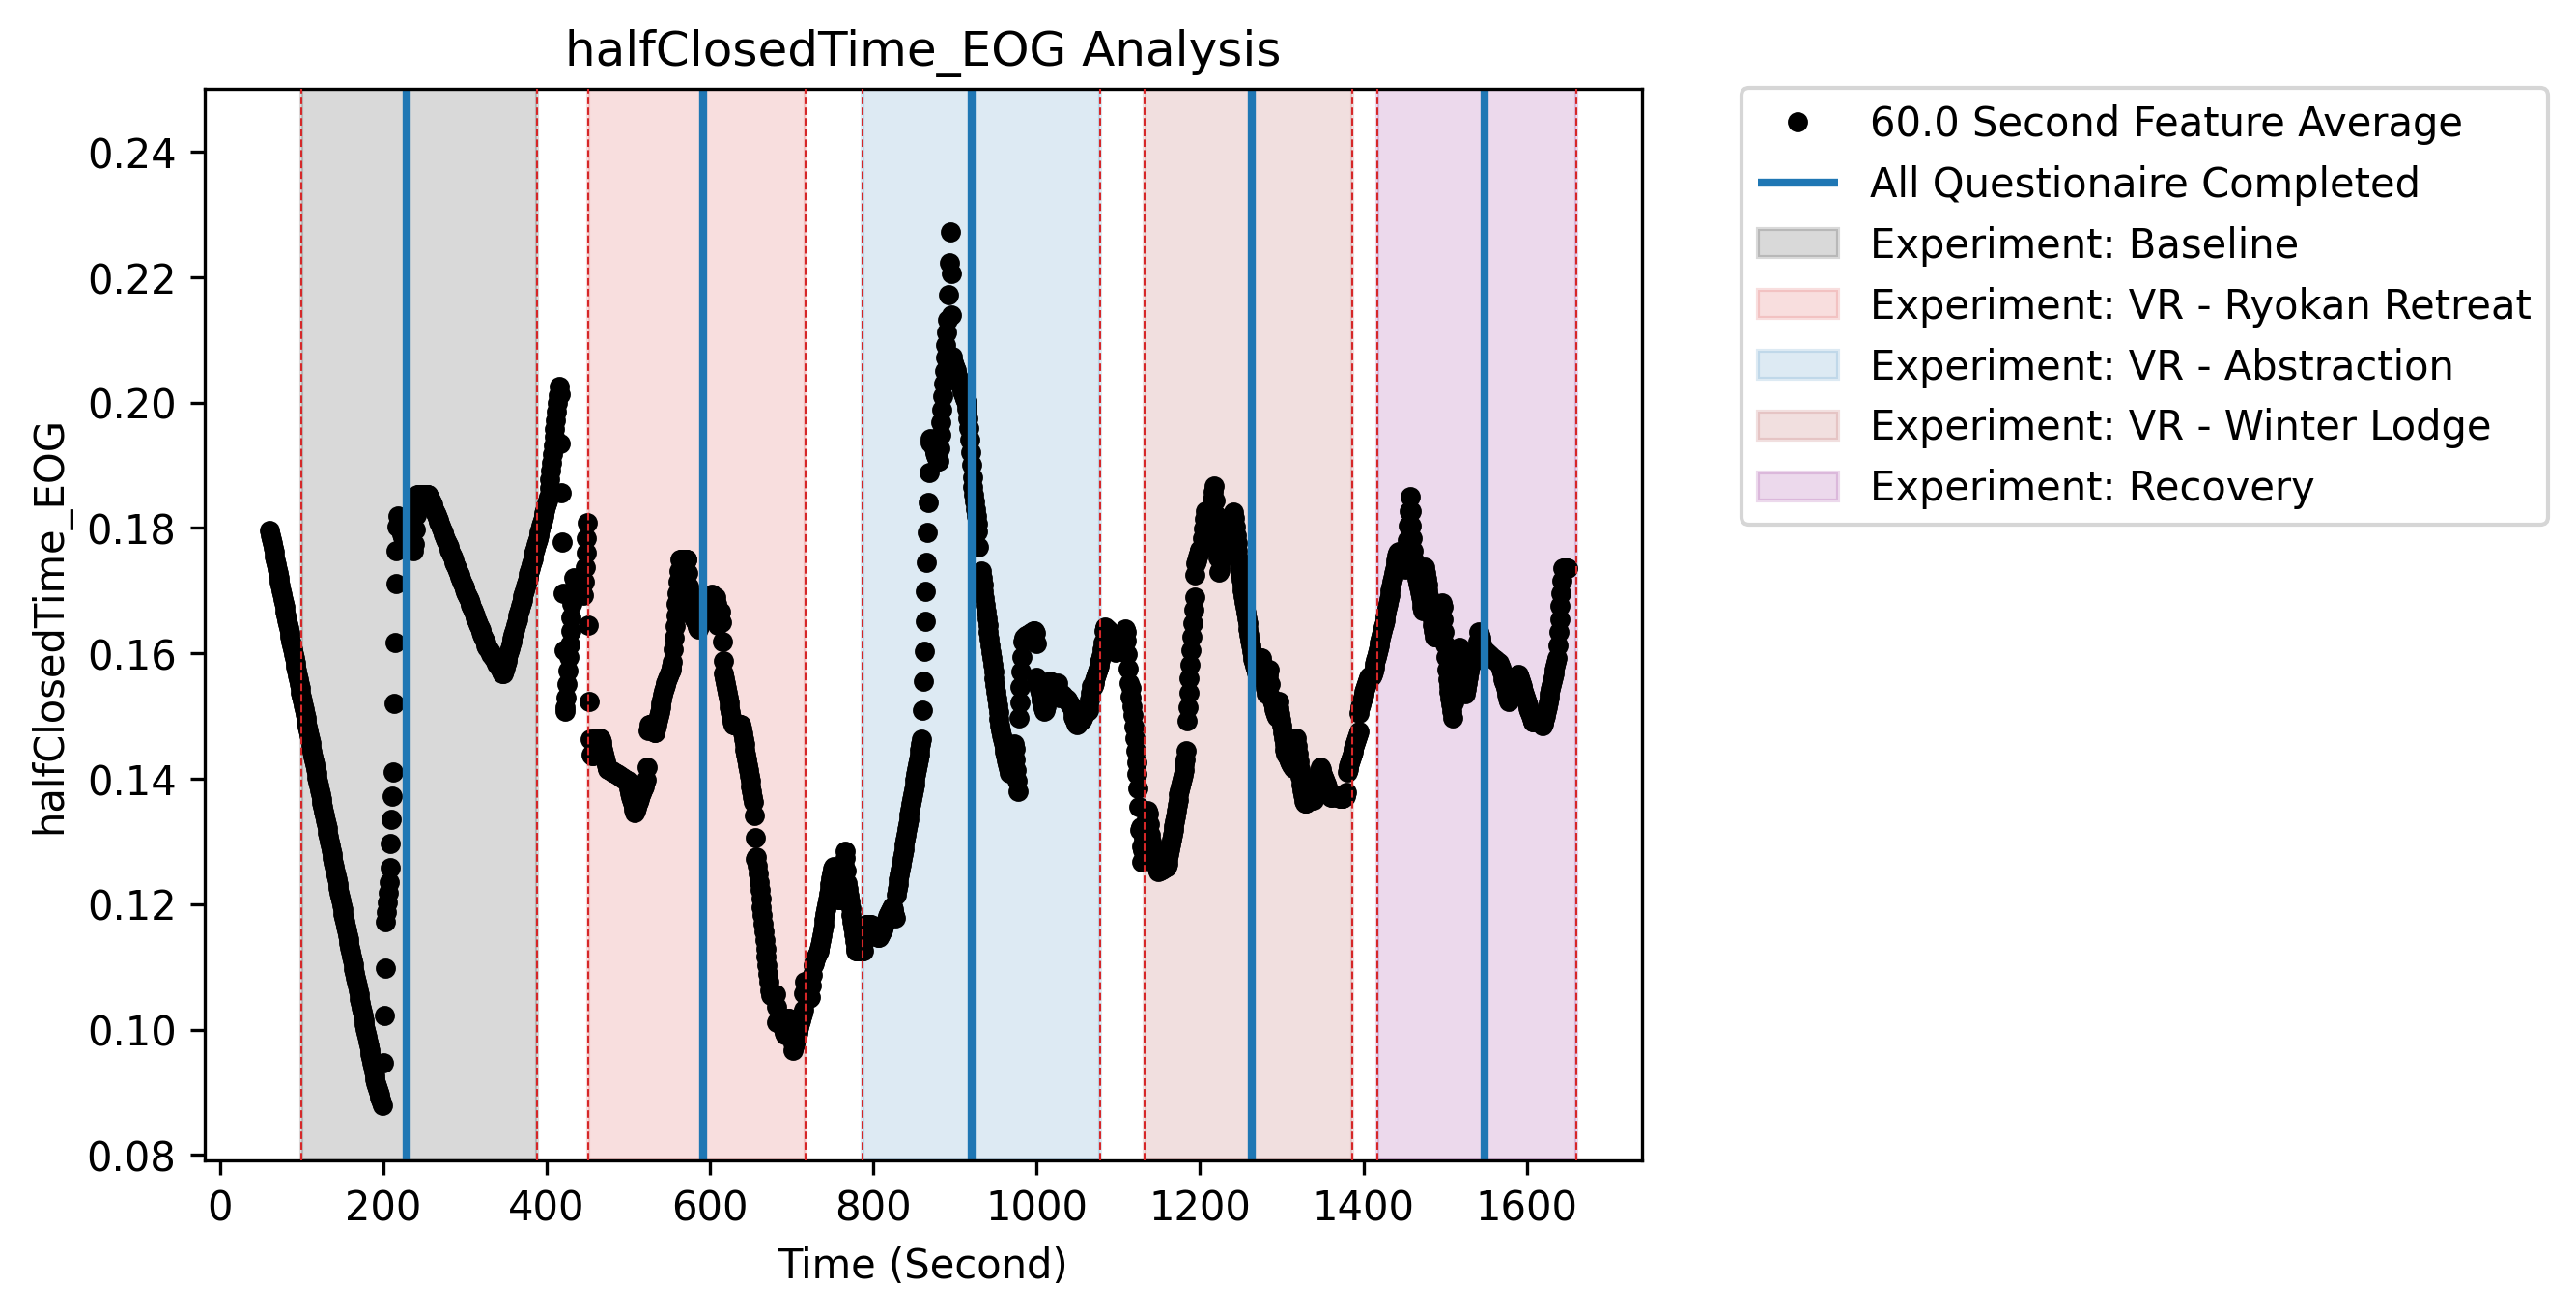 halfClosedTime_EOG Analysis
halfClosedTime_EOG
0.24
0.22
0.20
0.18
0.16
0.14
0.12
0.10
0.08
0 200 400 600 800 1000 1200 1400 1600
Time (Second)
60.0 Second Feature Average
All Questionaire Completed
Experiment: Baseline
Experiment: VR - Ryokan Retreat
Experiment: VR - Abstraction
Experiment: VR - Winter Lodge
Experiment: Recovery